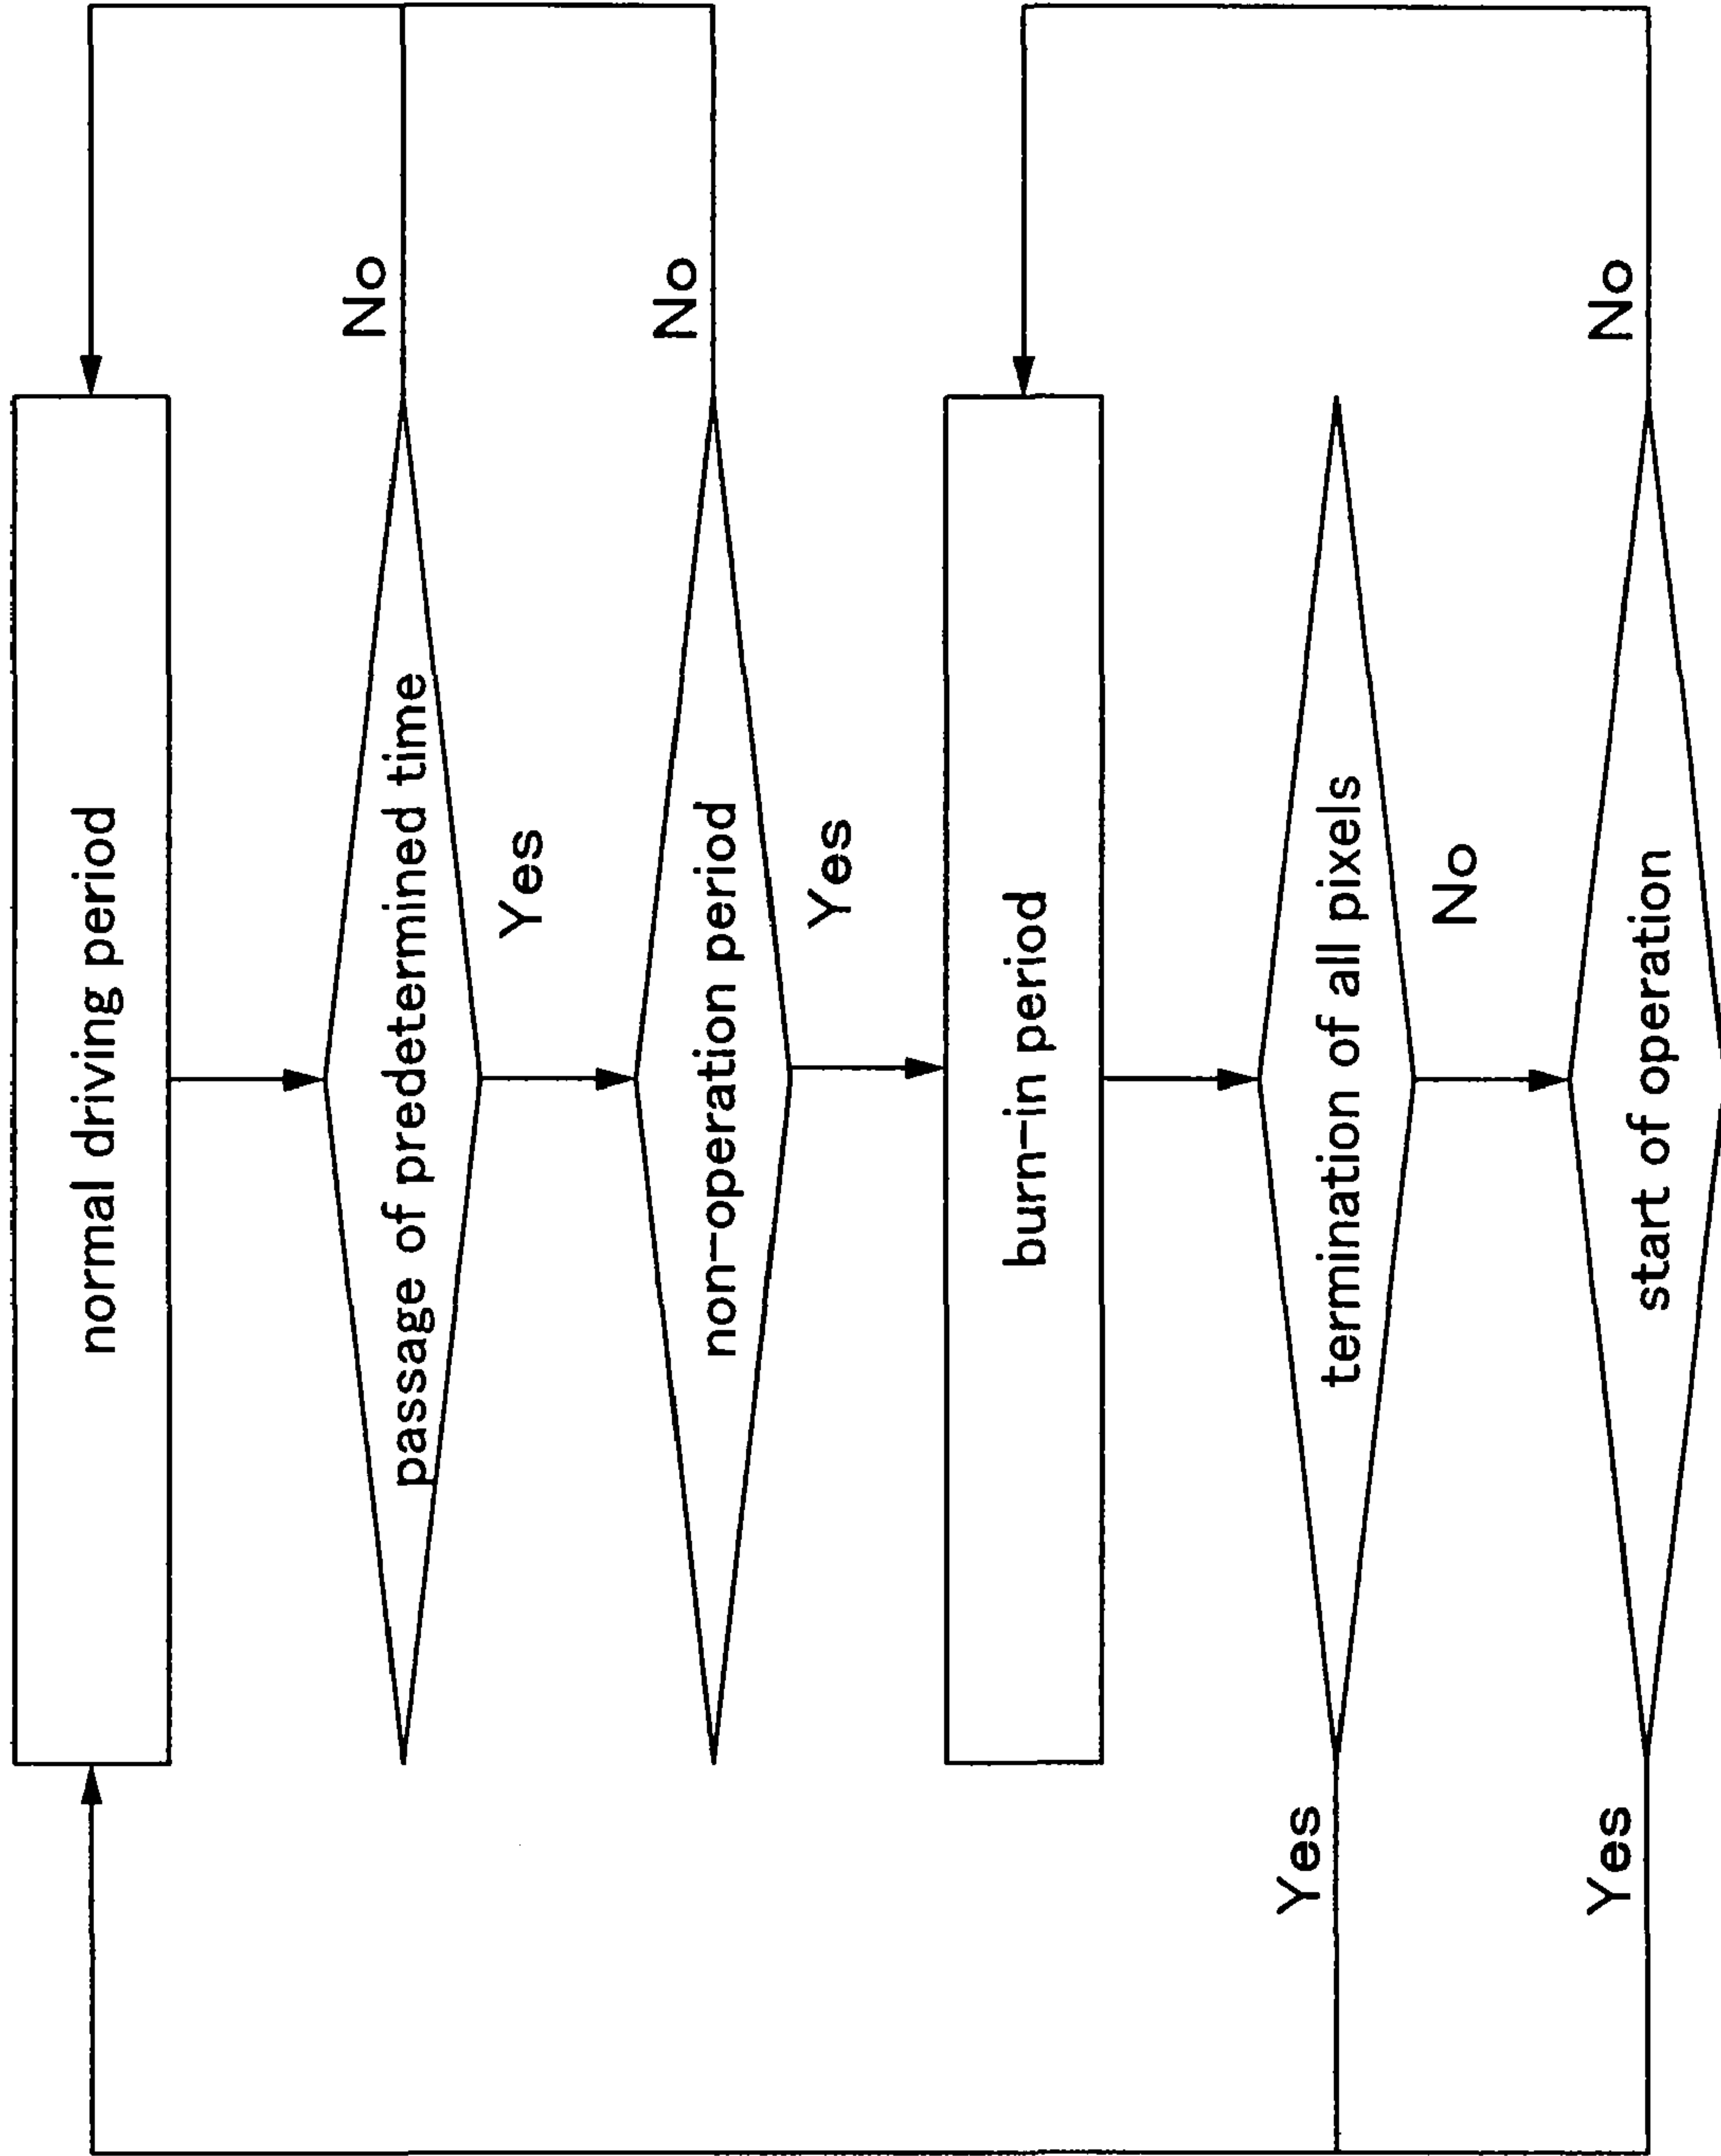 normal driving period
No
passage of predetermined time
Yes
No
non-operation period
Yes
burn-in period
Yes
termination of all pixels
No
Yes
start of operation
No